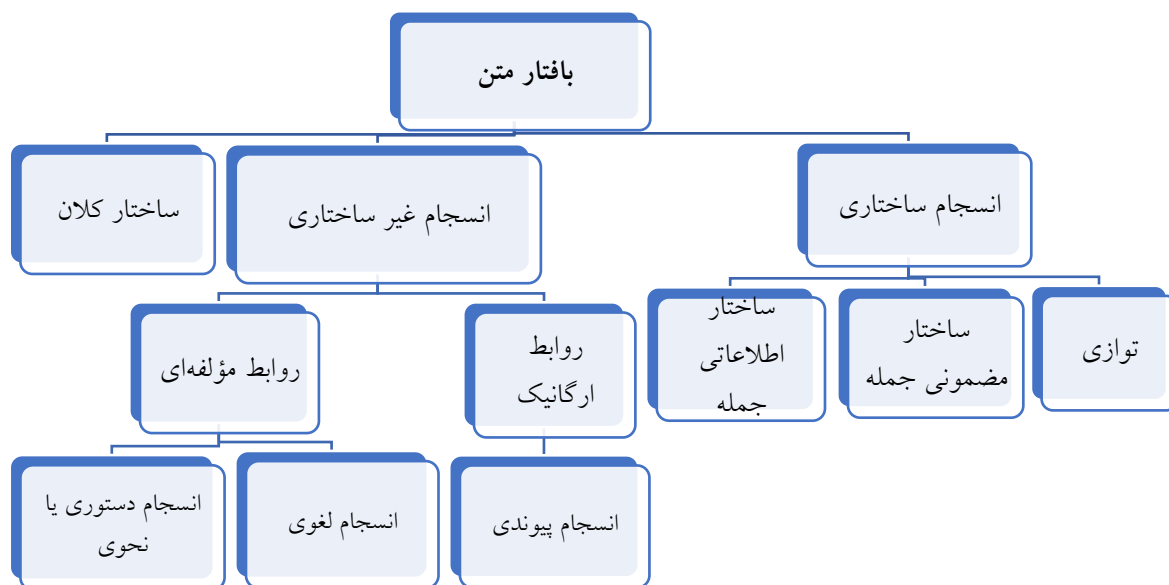 بافتار متن
انسجام ساختاری
انسجام غیر ساختاری
ساختار کلان
توازی
ساختار
مضمونی جمله
ساختار
اطلاعاتی
جمله
روابط
ارگانیک
روابط مؤلفه‌ای
انسجام پیوندی
انسجام لغوی
انسجام دستوری یا
نحوی